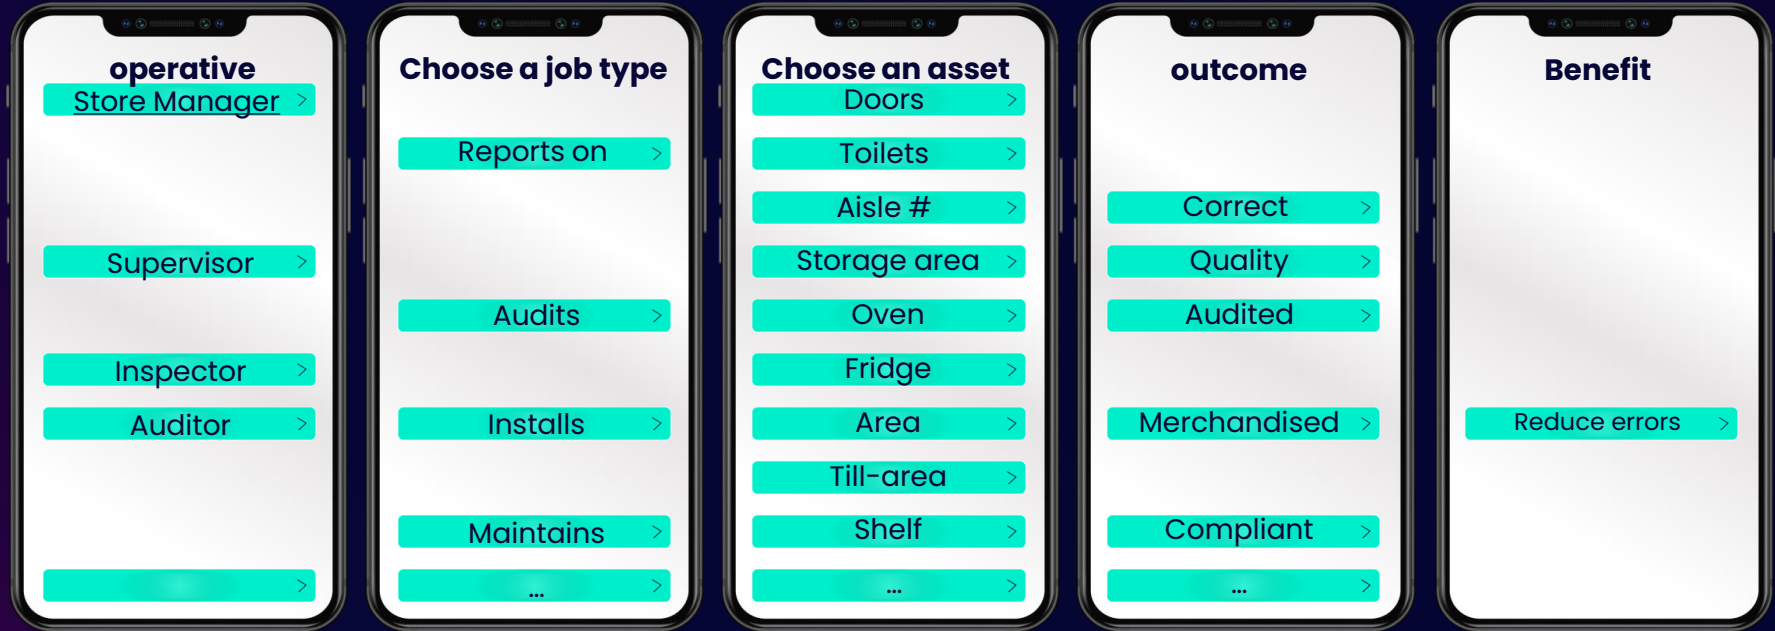 operative
Store Manager
Supervisor
Inspector
Auditor
Choose a job type
Reports on
Audits
Installs
Maintains
...
Choose an asset
Doors
Toilets
Aisle #
Storage area
Oven
Fridge
Area
Till-area
Shelf
...
outcome
Correct
Quality
Audited
Merchandised
Compliant
...
Benefit
Reduce errors